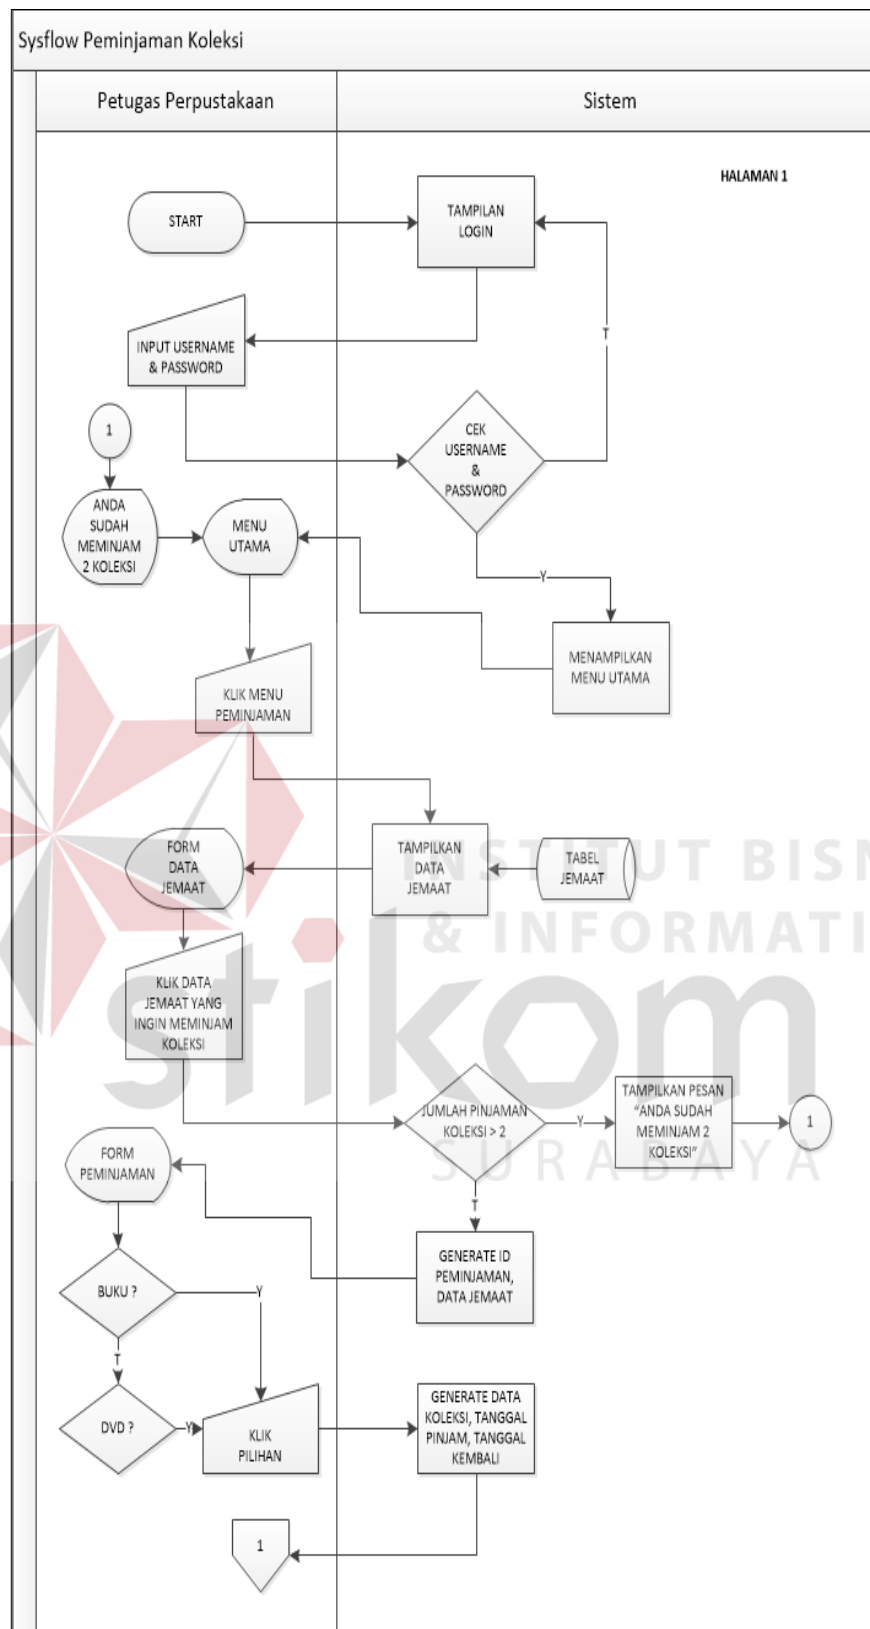 Sysflow Peminjaman Koleksi
Petugas Perpustakaan
Sistem
HALAMAN 1
START
TAMPILAN
LOGIN
INPUT USERNAME
& PASSWORD
T
1
CEK
USERNAME
&
PASSWORD
ANDA
SUDAH
MEMINJAM
2 KOLEKSI
MENU
UTAMA
Y
MENAMPILKAN
MENU UTAMA
KLIK MENU
PEMINJAMAN
FORM
DATA
JEMAAT
TAMPILKAN
DATA
JEMAAT
TABEL
JEMAAT
INSTITUT BISN
& INFORMATI
stikom
SURABAYA
KLIK DATA
JEMAAT YANG
INGIN MEMINJAM
KOLEKSI
JUMLAH PINJAMAN
KOLEKSI > 2
Y
TAMPILKAN PESAN
“ANDA SUDAH
MEMINJAM 2
KOLEKSI”
1
FORM
PEMINJAMAN
T
GENERATE ID
PEMINJAMAN,
DATA JEMAAT
BUKU ?
Y
T
DVD ?
Y
KLIK
PILIHAN
GENERATE DATA
KOLEKSI, TANGGAL
PINJAM, TANGGAL
KEMBALI
1